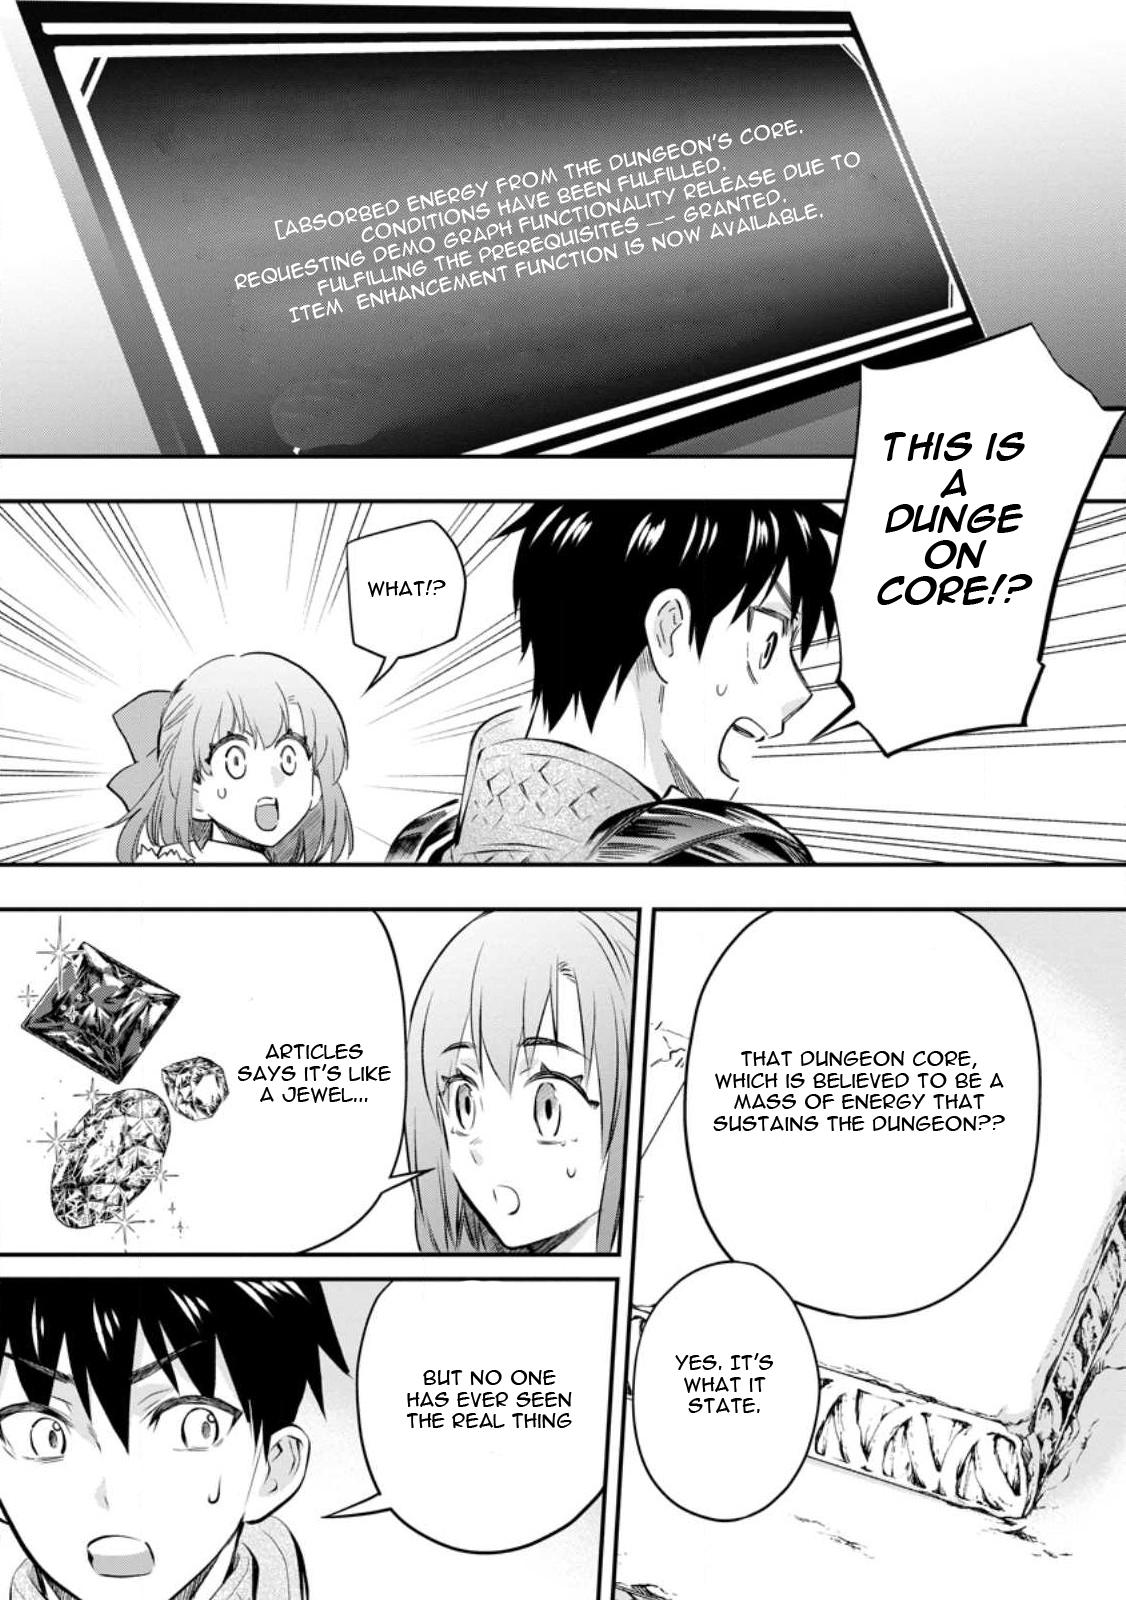 [ABSORBED ENERGY FROM THE DUNGEON'S CORE.
CONDITIONS HAVE BEEN FULFILLED.
REQUESTING DEMO GRAPH FUNCTIONALITY RELEASE DUE TO
FULFILLING THE PREREQUISITES —- GRANTED.
ITEM ENHANCEMENT FUNCTION IS NOW AVAILABLE.
THIS IS
A
DUNGE
ON
CORE!?
WHAT!?
THAT DUNGEON CORE,
WHICH IS BELIEVED TO BE A
MASS OF ENERGY THAT
SUSTAINS THE DUNGEON??
YES. IT'S
WHAT IT
STATE.
ARTICLES
SAYS IT'S LIKE
A JEWEL...
BUT NO ONE
HAS EVER SEEN
THE REAL THING